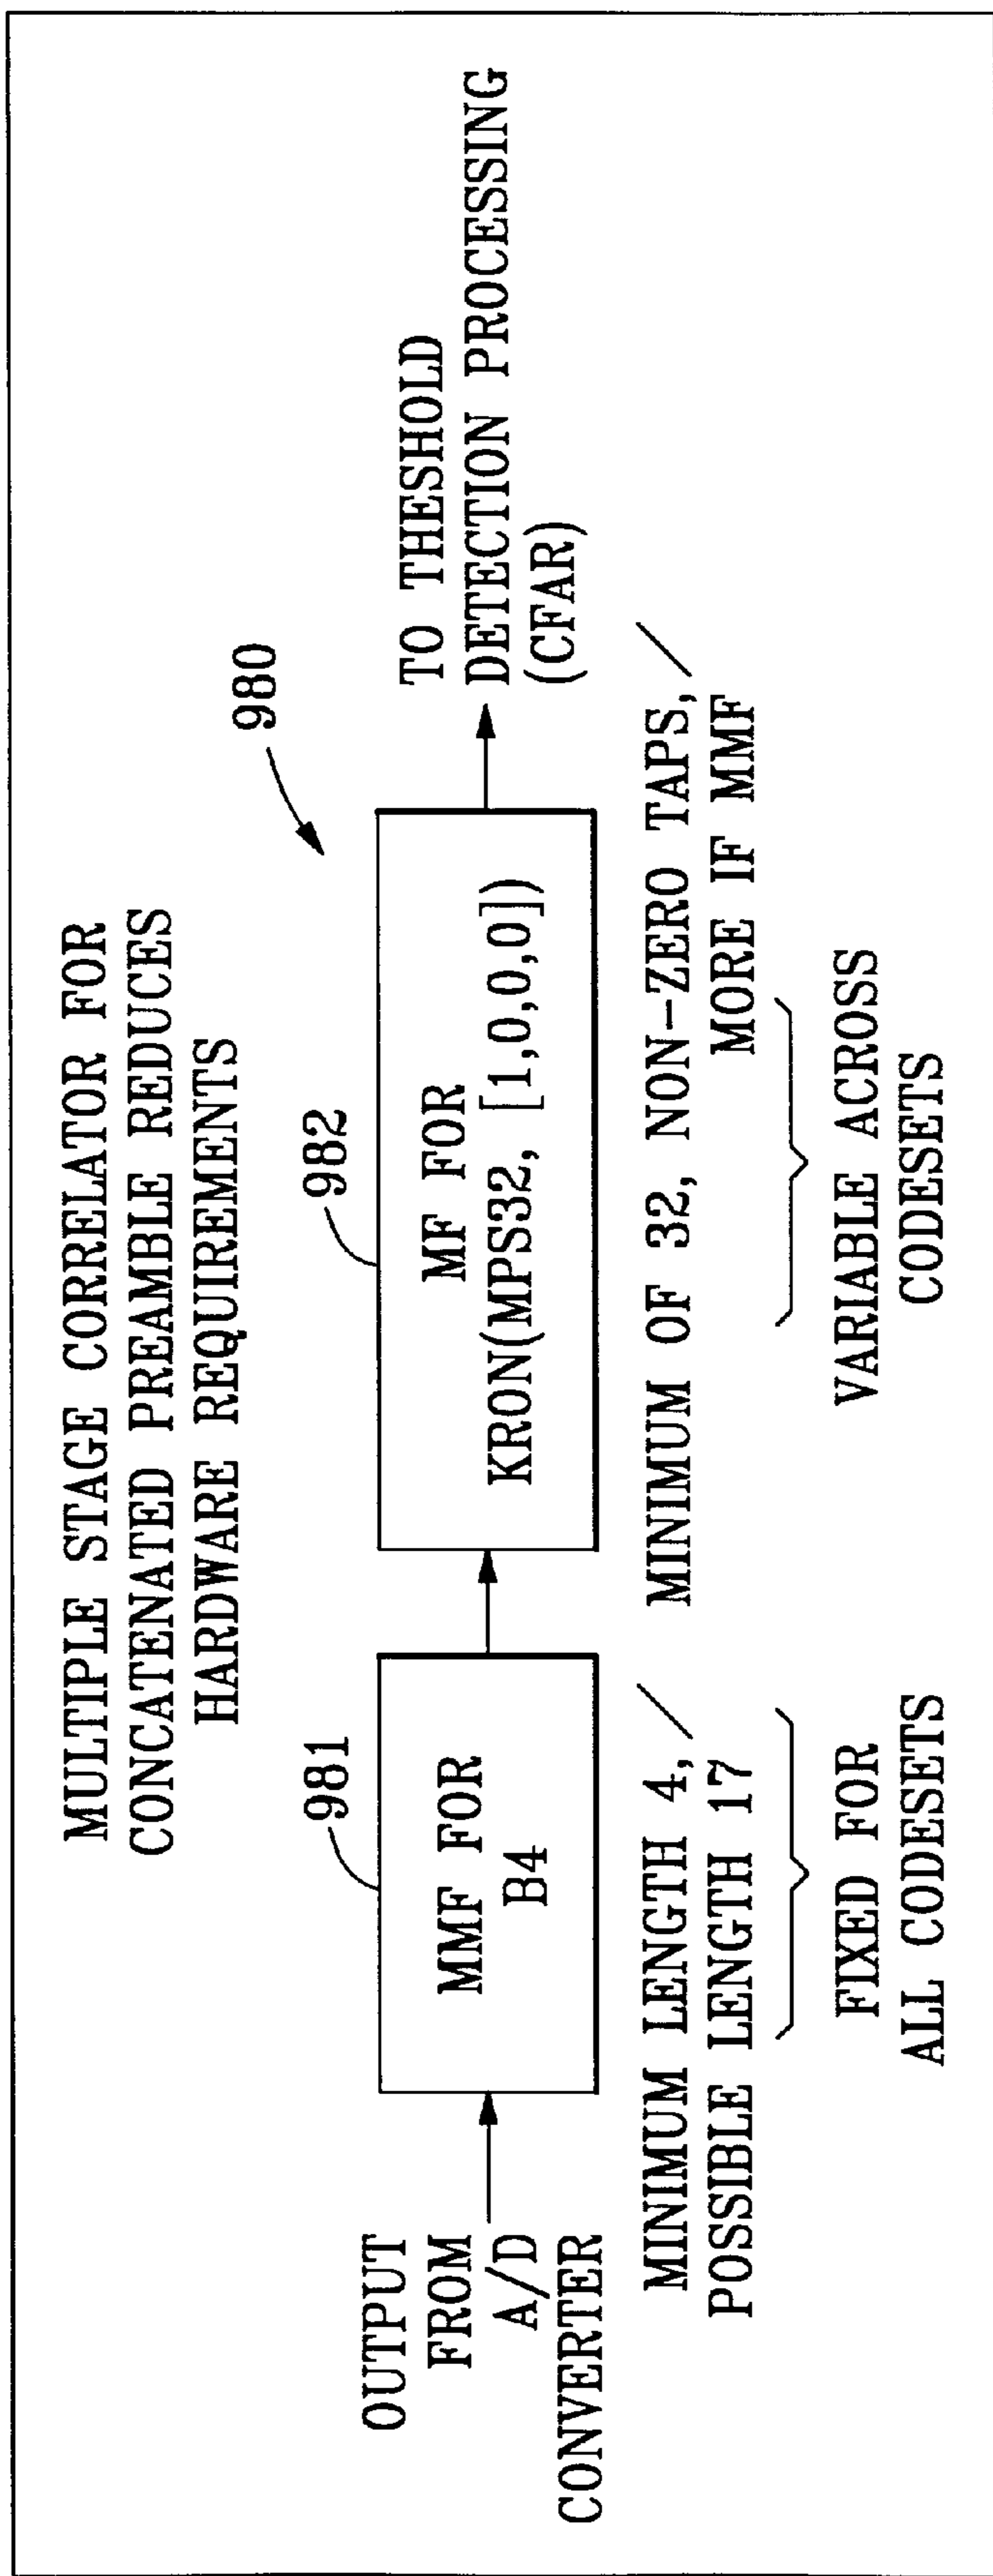 MULTIPLE STAGE CORRELATOR FOR
CONCATENATED PREAMBLE REDUCES
HARDWARE REQUIREMENTS
980
981
982
OUTPUT
FROM
A/D
CONVERTER
MMF FOR
B4
MF FOR
KRON(MPS32, [1,0,0,0])
TO THESHOLD
DETECTION PROCESSING
(CFAR)
MINIMUM LENGTH 4,
POSSIBLE LENGTH 17
FIXED FOR
ALL CODESETS
MINIMUM OF 32, NON-ZERO TAPS,
MORE IF MMF
VARIABLE ACROSS
CODESETS